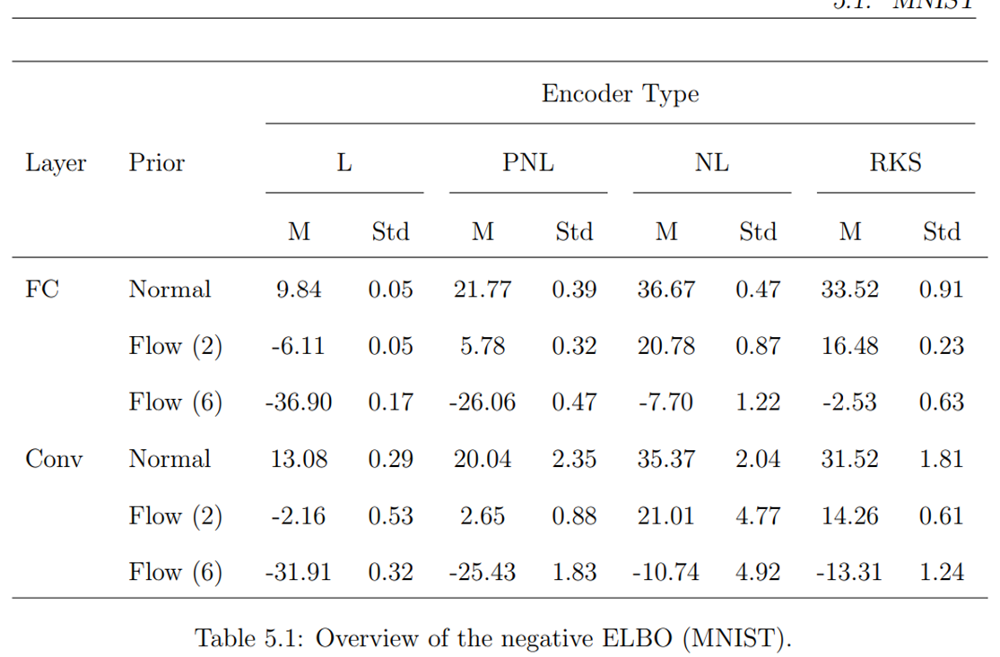 5.1. MNIST
Encoder Type
Layer Prior L PNL NL RKS
M Std M Std M Std M Std
FC Normal 9.84 0.05 21.77 0.39 36.67 0.47 33.52 0.91
Flow (2) -6.11 0.05 5.78 0.32 20.78 0.87 16.48 0.23
Flow (6) -36.90 0.17 -26.06 0.47 -7.70 1.22 -2.53 0.63
Conv Normal 13.08 0.29 20.04 2.35 35.37 2.04 31.52 1.81
Flow (2) -2.16 0.53 2.65 0.88 21.01 4.77 14.26 0.61
Flow (6) -31.91 0.32 -25.43 1.83 -10.74 4.92 -13.31 1.24
Table 5.1: Overview of the negative ELBO (MNIST).